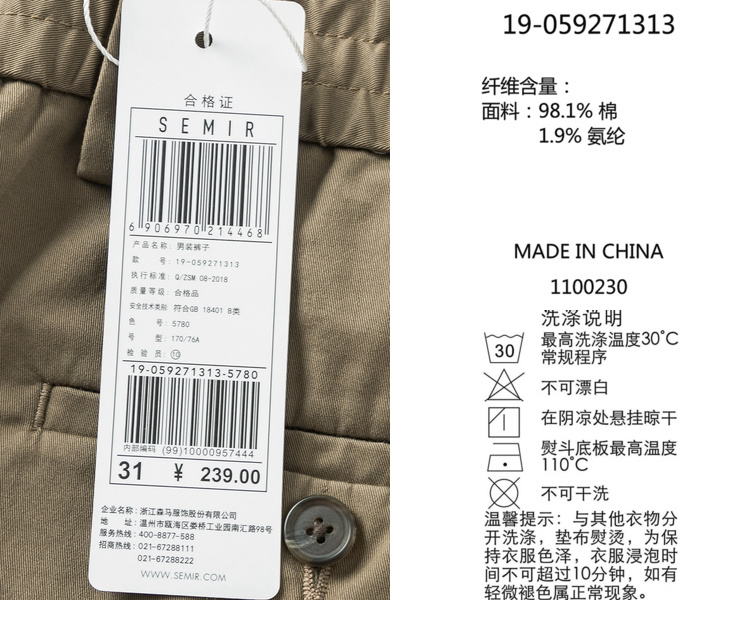 合格证
SEMIR
6 906970 214468
产品名称: 男装裤子
款 号: 19-059271313
执行标准: Q/ZSM 08-2018
质量等级: 合格品
安全技术类别: 符合GB 18401 B类
色 号: 5780
号 型: 170/76A
检 验 员: ⑩
19-059271313-5780
内部编码 (99)10000957444
31 ¥ 239.00
企业名称: 浙江森马服饰股份有限公司
地 址: 温州市瓯海区娄桥工业园南汇路98号
服务热线: 400-8877-588
招商热线: 021-67288111
021-67288222
WWW.SEMIR.COM
19-059271313
纤维含量：
面料：98.1% 棉
1.9% 氨纶
MADE IN CHINA
1100230
洗涤说明
30 最高洗涤温度30°C
常规程序
不可漂白
在阴凉处悬挂晾干
熨斗底板最高温度
110°C
不可干洗
温馨提示：与其他衣物分
开洗涤，垫布熨烫，为保
持衣服色泽，衣服浸泡时
间不可超过10分钟，如有
轻微褪色属正常现象。